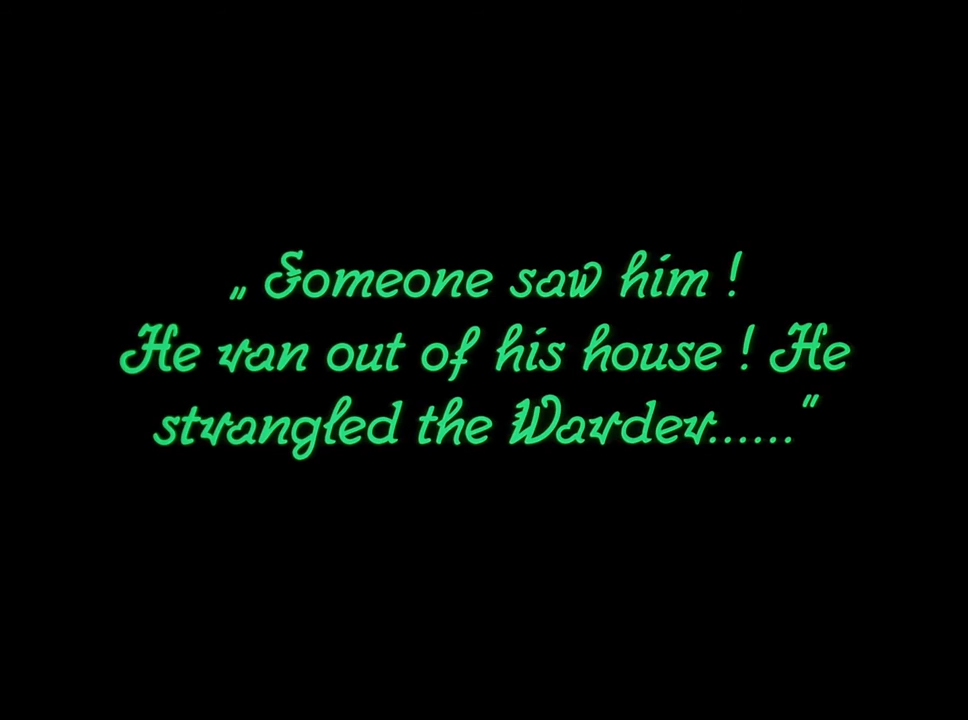 „ Someone saw him !
He ran out of his house ! He
strangled the Warder......"